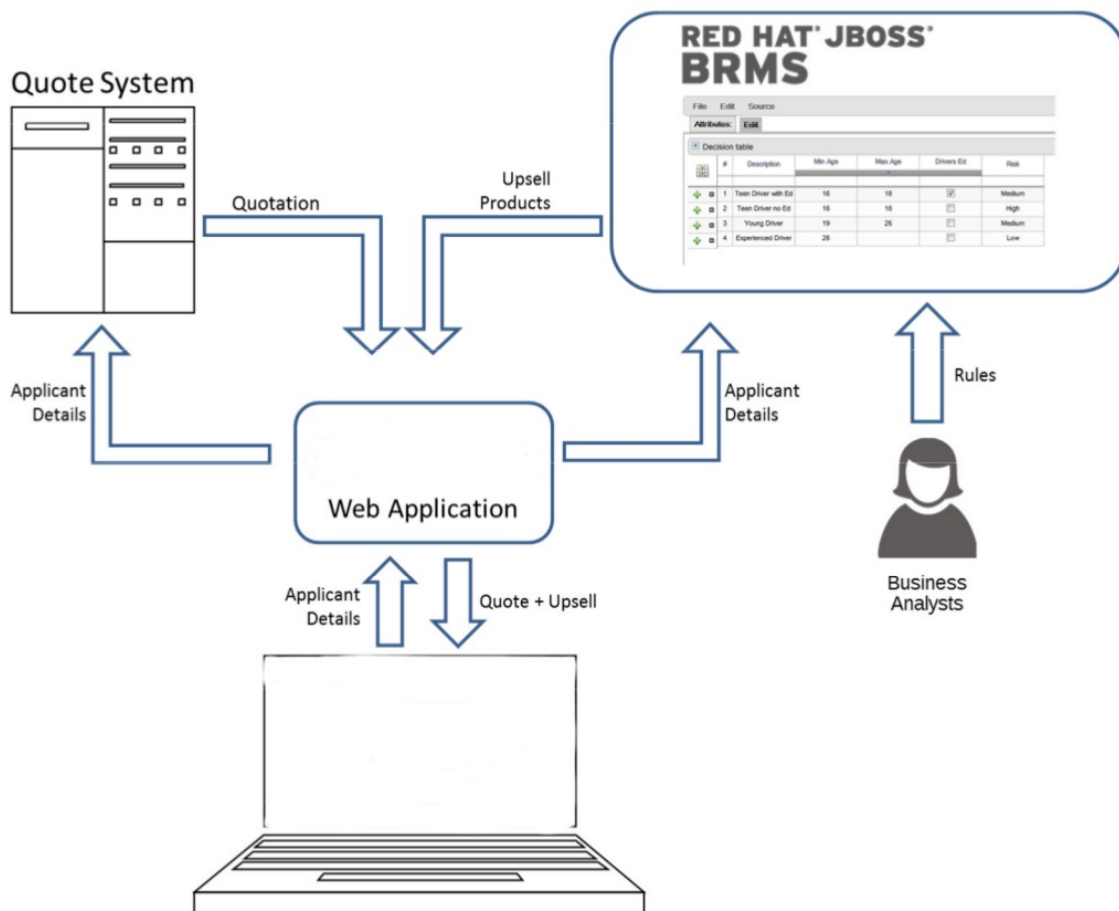 RED HAT® JBOSS®
BRMS
Quote System
File Edit Source
Attributes: Edit
Decision table
# Description Min Age Max Age Drivers Ed Risk
1 Teen Driver with Ed 16 18 Medium
2 Teen Driver no Ed 16 18 High
3 Young Driver 19 25 Medium
4 Experienced Driver 26 Low
Quotation
Upsell
Products
Applicant
Details
Applicant
Details
Rules
Web Application
Business
Analysts
Applicant
Details
Quote + Upsell